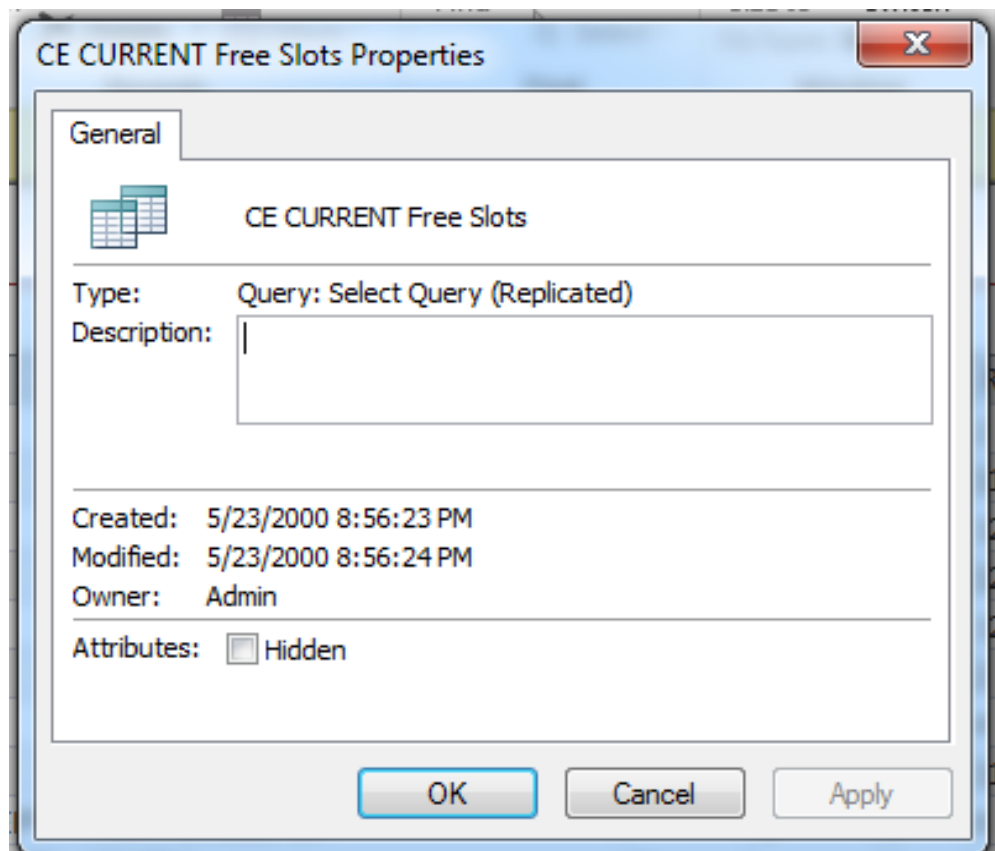 CE CURRENT Free Slots Properties
General
CE CURRENT Free Slots
Type: Query: Select Query (Replicated)
Description:
Created: 5/23/2000 8:56:23 PM
Modified: 5/23/2000 8:56:24 PM
Owner: Admin
Attributes: Hidden
OK Cancel Apply